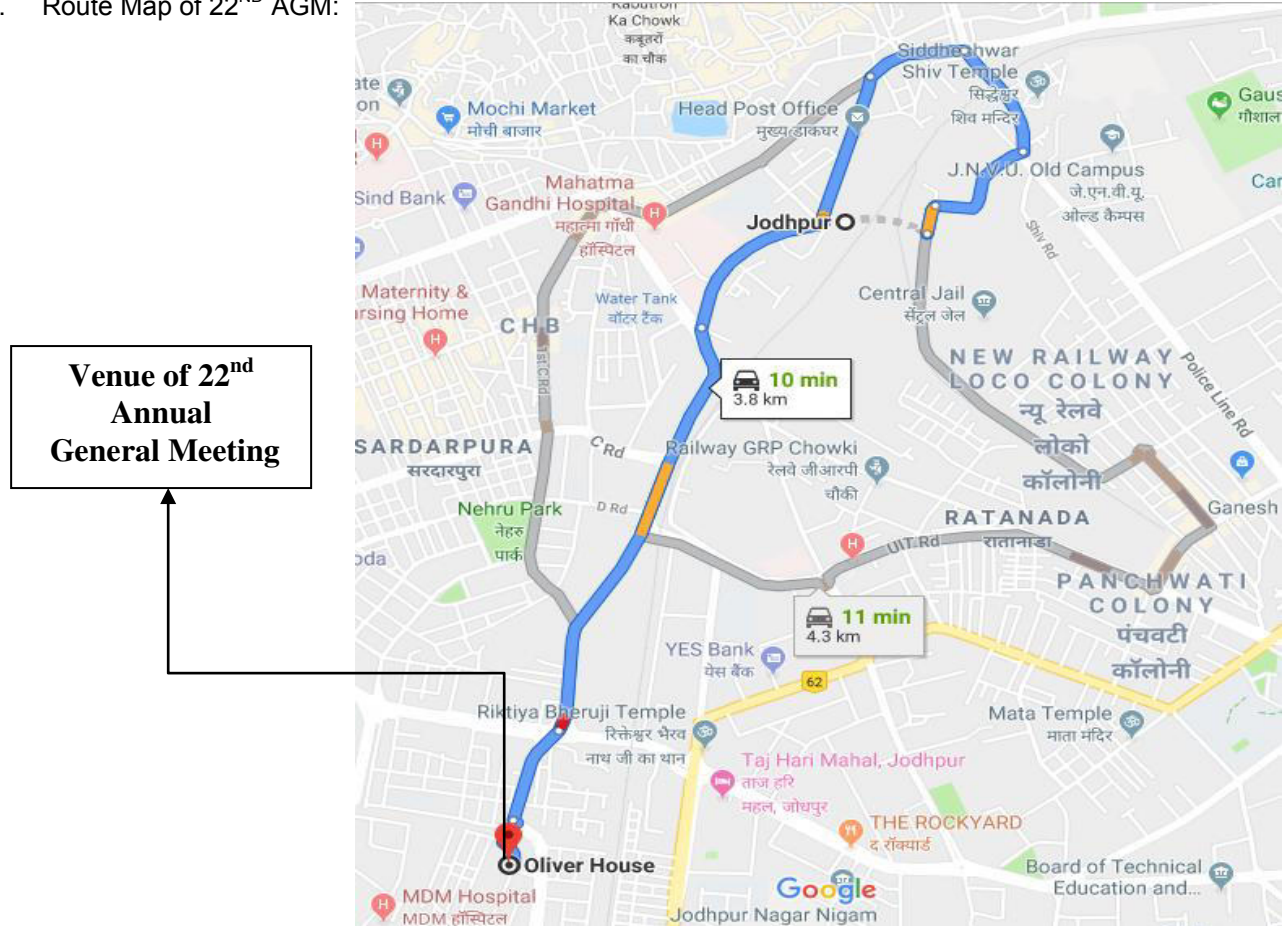 . Route Map of 22ND AGM:
Ka Chowk
कबूतरों
का चौक
Siddheshwar
Shiv Temple
सिद्धेश्वर
शिव मन्दिर
Mochi Market
मोची बाजार
Head Post Office
मुख्य डाकघर
गौशाल
J.N.V.U. Old Campus
जे.एन.वी.यू.
ओल्ड कैम्पस
Sind Bank
Mahatma
Gandhi Hospital
महात्मा गाँधी
हॉस्पिटल
Jodhpur
Shiv Rd
Maternity &
rsing Home
Water Tank
वॉटर टैंक
Central Jail
सेंट्रल जेल
CHB
1st C Rd
NEW RAILWAY
LOCO COLONY
न्यू रेलवे
लोको
कॉलोनी
Police Line Rd
Venue of 22nd
Annual
General Meeting
10 min
3.8 km
SARDARPURA
सरदारपुरा
C Rd
Railway GRP Chowki
रेलवे जीआरपी
चौकी
Nehru Park
नेहरु
पार्क
D Rd
Ganesh
RATANADA
रातानाडा
UIT Rd
PANCHWATI
COLONY
पंचवटी
कॉलोनी
11 min
4.3 km
YES Bank
येस बैंक
62
Riktiya Bheruji Temple
रिक्तेश्वर भैरव
नाथ जी का थान
Mata Temple
माता मंदिर
Taj Hari Mahal, Jodhpur
ताज हरि
महल, जोधपुर
THE ROCKYARD
द रॉक्यार्ड
Oliver House
Board of Technical
Education and...
MDM Hospital
MDM हॉस्पिटल
Google
Jodhpur Nagar Nigam